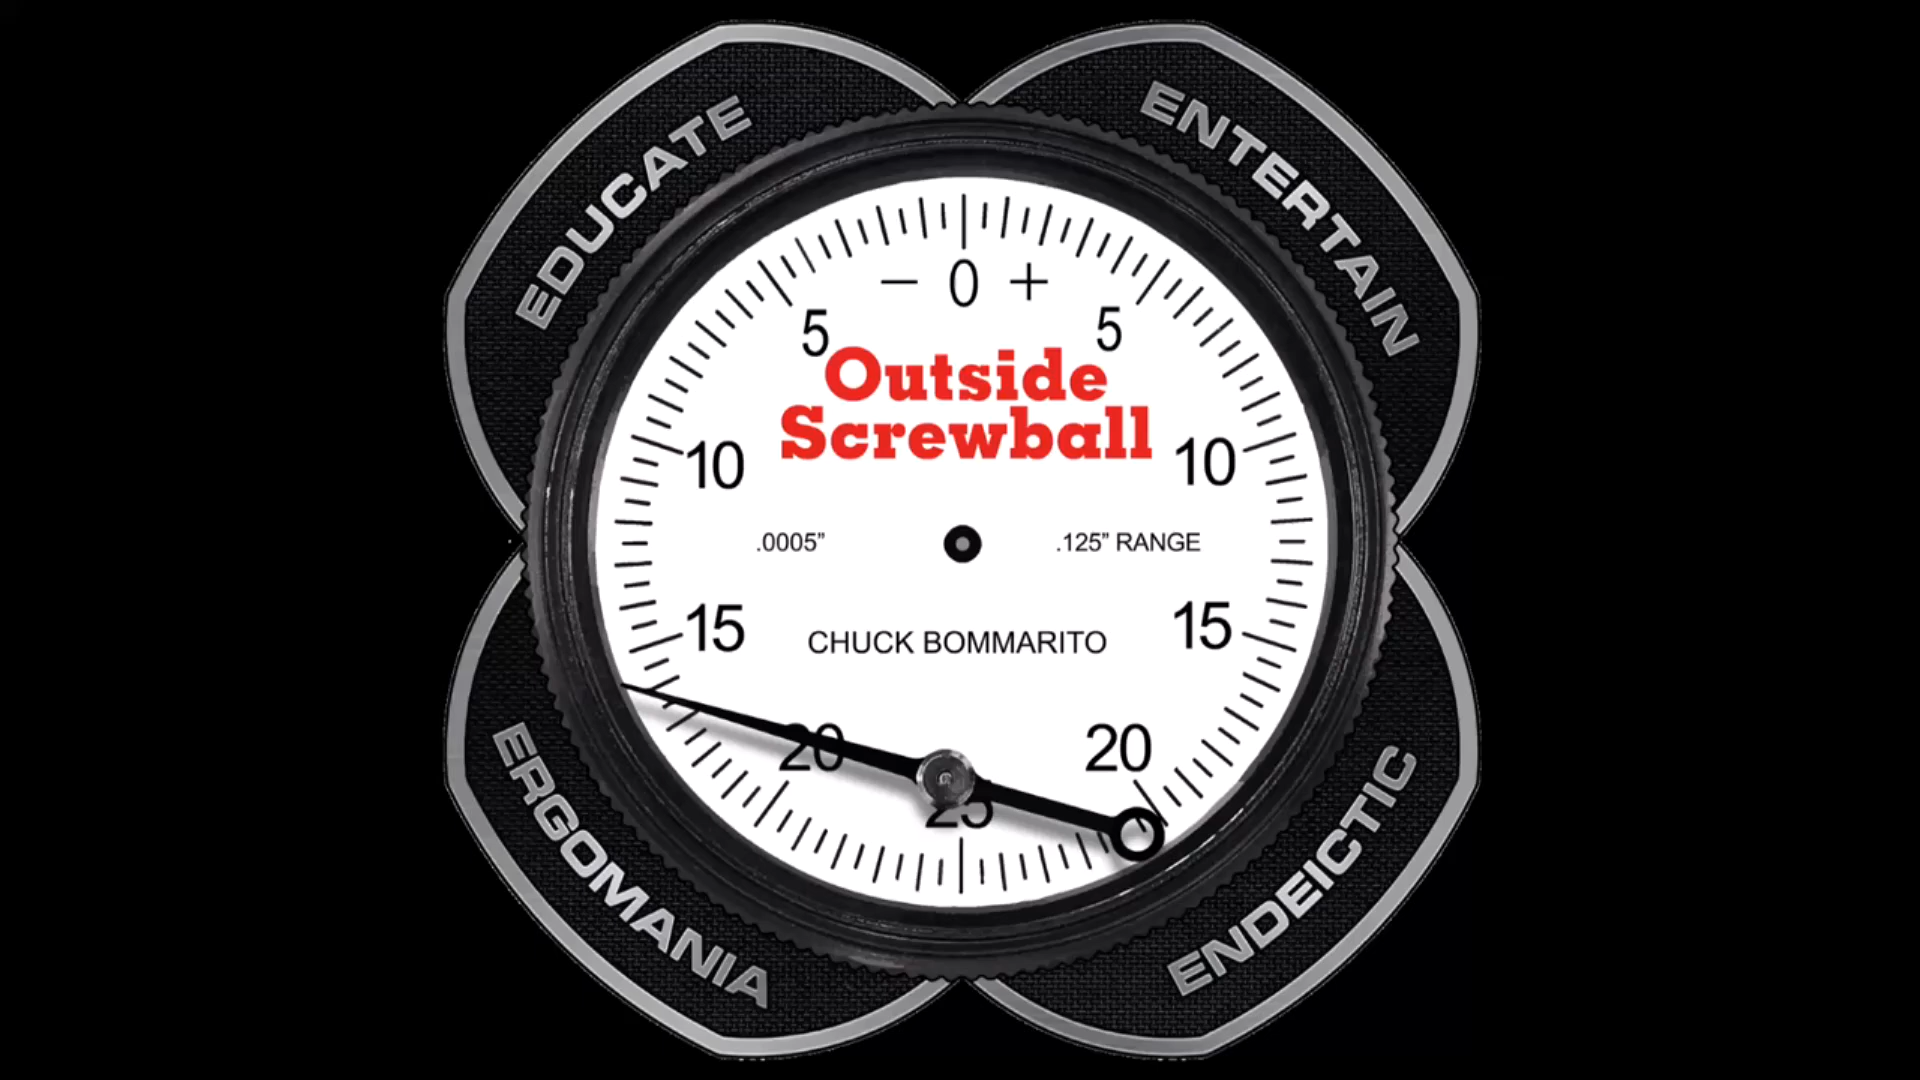 EDUCATE
ENTERTAIN
− 0 +
5 5
Outside
Screwball
10 10
.0005” .125” RANGE
15 15
CHUCK BOMMARITO
20 20
25
ERGOMANIA
ENDEICTIC